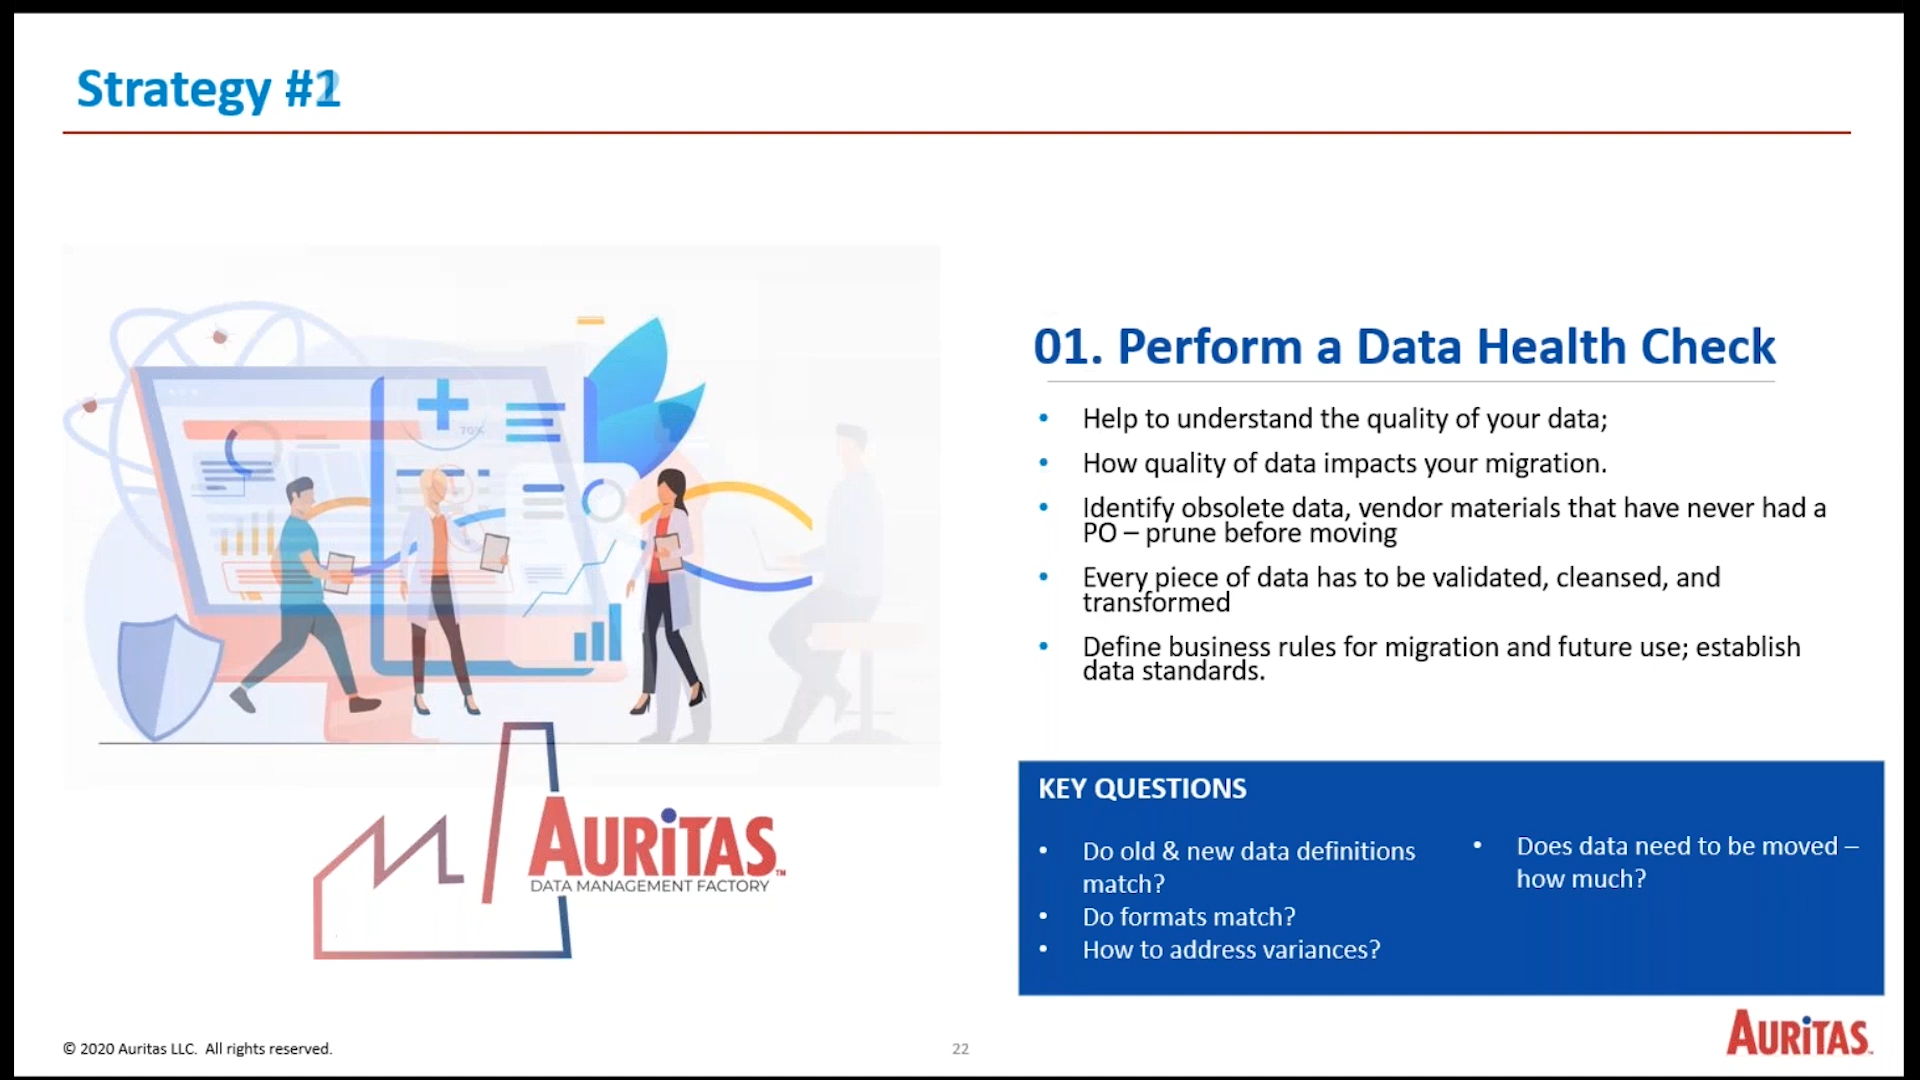 Strategy #1
70%
01. Perform a Data Health Check
• Help to understand the quality of your data;
• How quality of data impacts your migration.
• Identify obsolete data, vendor materials that have never had a
PO – prune before moving
• Every piece of data has to be validated, cleansed, and
transformed
• Define business rules for migration and future use; establish
data standards.
KEY QUESTIONS
• Do old & new data definitions
match?
• Do formats match?
• How to address variances?
• Does data need to be moved –
how much?
AURiTAS™
DATA MANAGEMENT FACTORY
© 2020 Auritas LLC. All rights reserved.
22
AURiTAS™